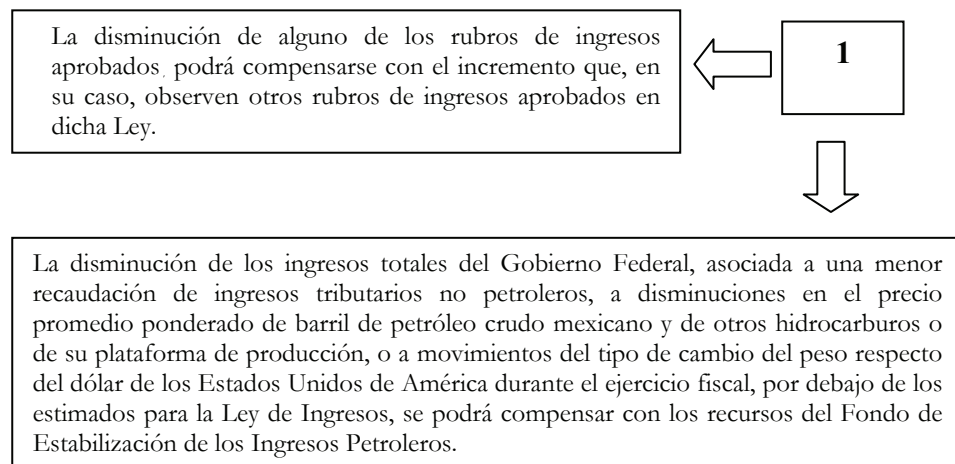 La disminución de alguno de los rubros de ingresos
aprobados, podrá compensarse con el incremento que, en
su caso, observen otros rubros de ingresos aprobados en
dicha Ley.
1
La disminución de los ingresos totales del Gobierno Federal, asociada a una menor
recaudación de ingresos tributarios no petroleros, a disminuciones en el precio
promedio ponderado de barril de petróleo crudo mexicano y de otros hidrocarburos o
de su plataforma de producción, o a movimientos del tipo de cambio del peso respecto
del dólar de los Estados Unidos de América durante el ejercicio fiscal, por debajo de los
estimados para la Ley de Ingresos, se podrá compensar con los recursos del Fondo de
Estabilización de los Ingresos Petroleros.